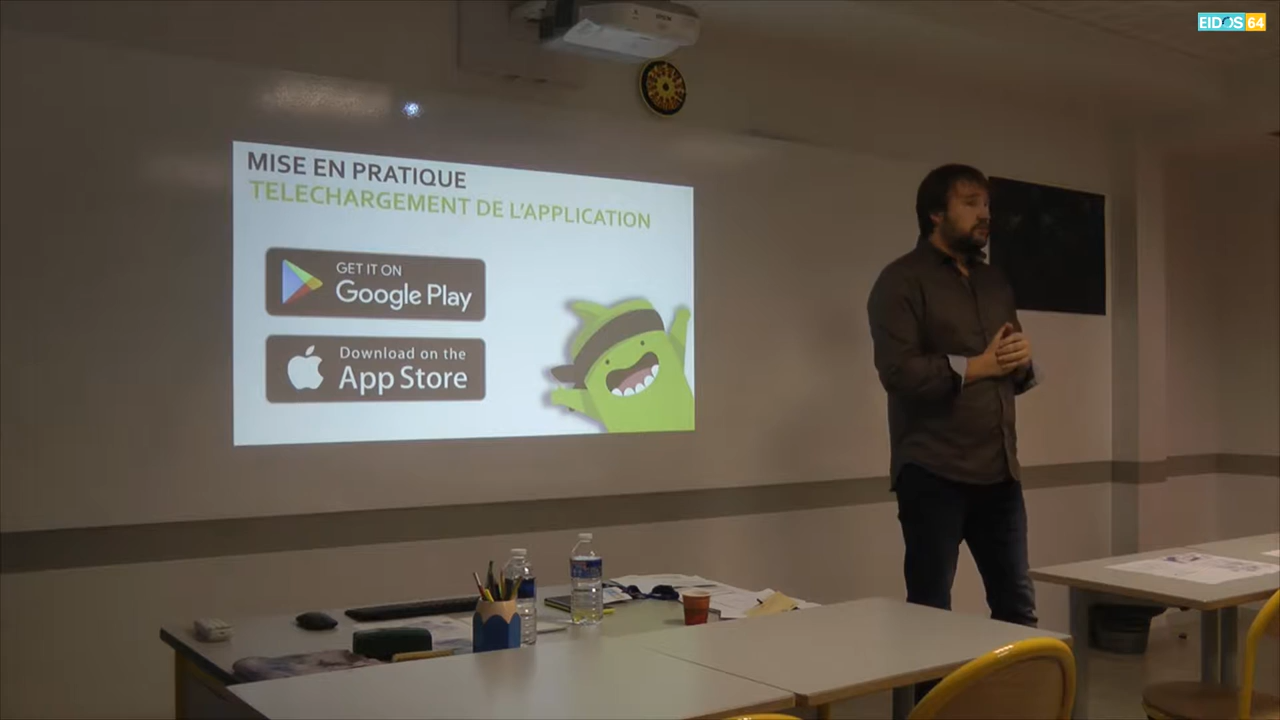 EIDOS 64
MISE EN PRATIQUE
TELECHARGEMENT DE L'APPLICATION
GET IT ON
Google Play
Download on the
App Store